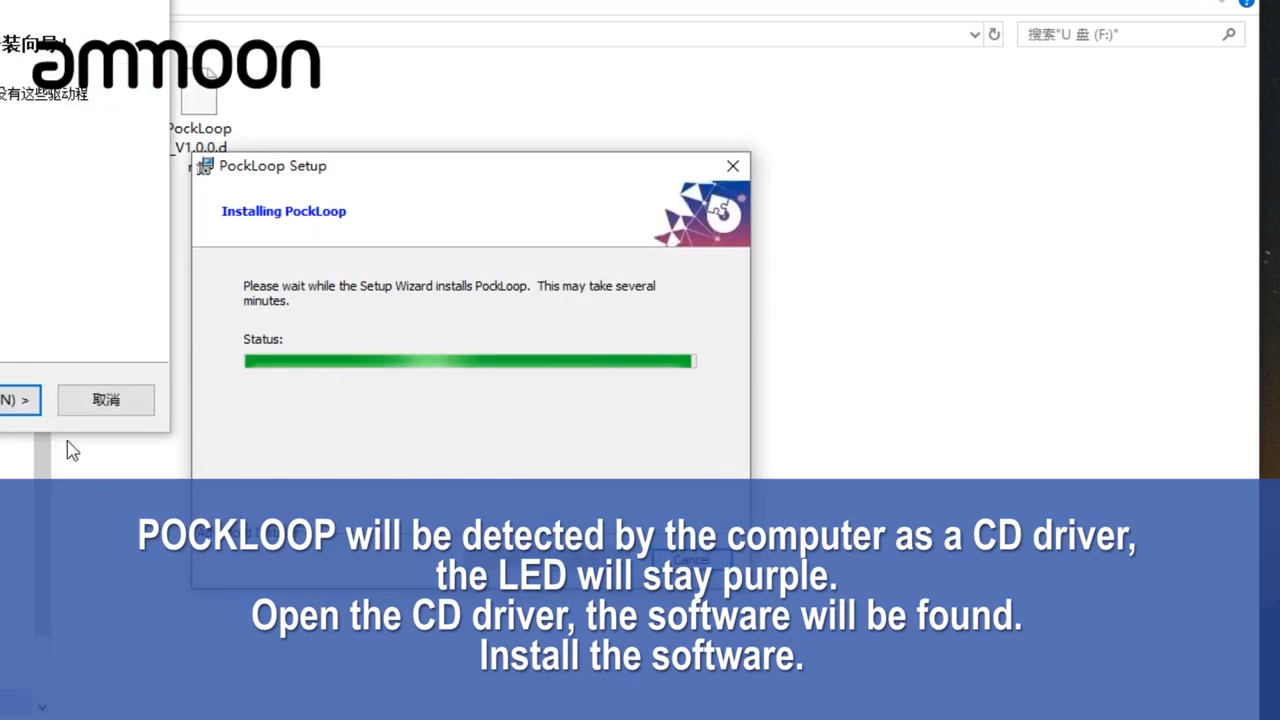 装向导!
ammoon
没有这些驱动程
搜索"U 盘 (F:)"
PockLoop
_V1.0.0.d
PockLoop Setup
Installing PockLoop
Please wait while the Setup Wizard installs PockLoop. This may take several
minutes.
Status:
N) >
取消
Cancel
POCKLOOP will be detected by the computer as a CD driver,
the LED will stay purple.
Open the CD driver, the software will be found.
Install the software.